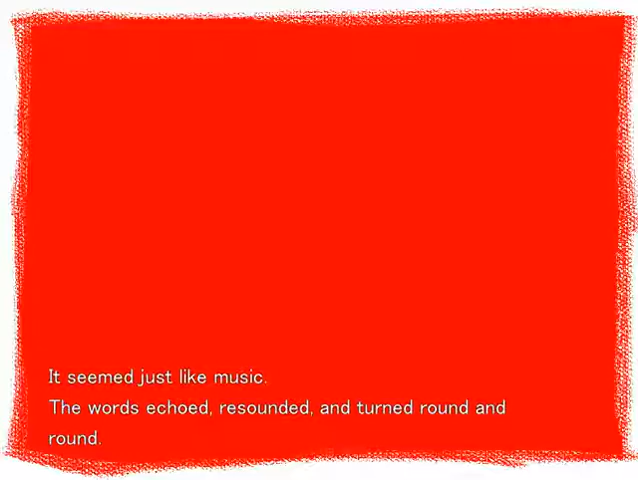 It seemed just like music.
The words echoed, resounded, and turned round and
round.